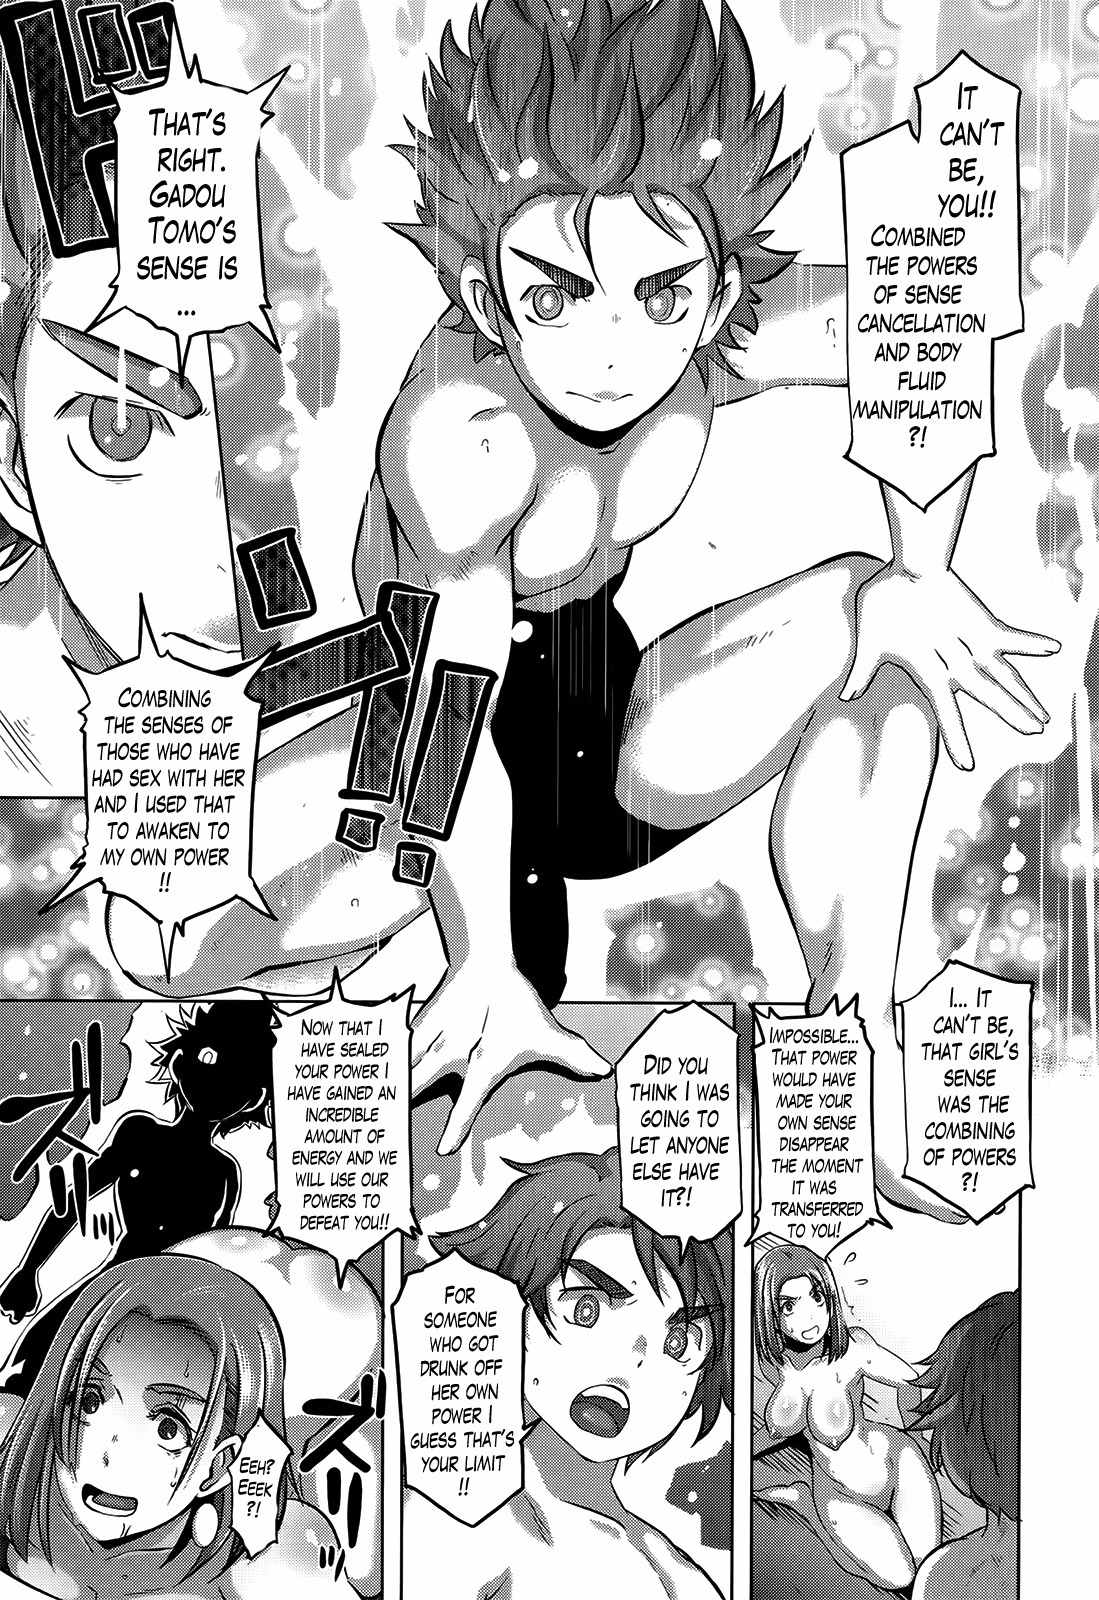 IT
CAN'T
BE,
YOU!!
COMBINED
THE POWERS
OF SENSE
CANCELLATION
AND BODY
FLUID
MANIPULATION
?!
THAT'S
RIGHT.
GADOU
TOMO'S
SENSE IS
...
COMBINING
THE SENSES OF
THOSE WHO HAVE
HAD SEX WITH HER
AND I USED THAT
TO AWAKEN TO
MY OWN POWER
!!
I... IT
CAN'T BE,
THAT GIRL'S
SENSE
WAS THE
COMBINING
OF POWERS
?!
IMPOSSIBLE...
THAT POWER
WOULD HAVE
MADE YOUR
OWN SENSE
DISAPPEAR
THE MOMENT
IT WAS
TRANSFERRED
TO YOU!
DID YOU
THINK I WAS
GOING TO
LET ANYONE
ELSE HAVE
IT?!
FOR
SOMEONE
WHO GOT
DRUNK OFF
HER OWN
POWER I
GUESS THAT'S
YOUR LIMIT
!!
NOW THAT I
HAVE SEALED
YOUR POWER I
HAVE GAINED AN
INCREDIBLE
AMOUNT OF
ENERGY AND WE
WILL USE OUR
POWERS TO
DEFEAT YOU!!
EEH?
EEEK
?!
ズズ